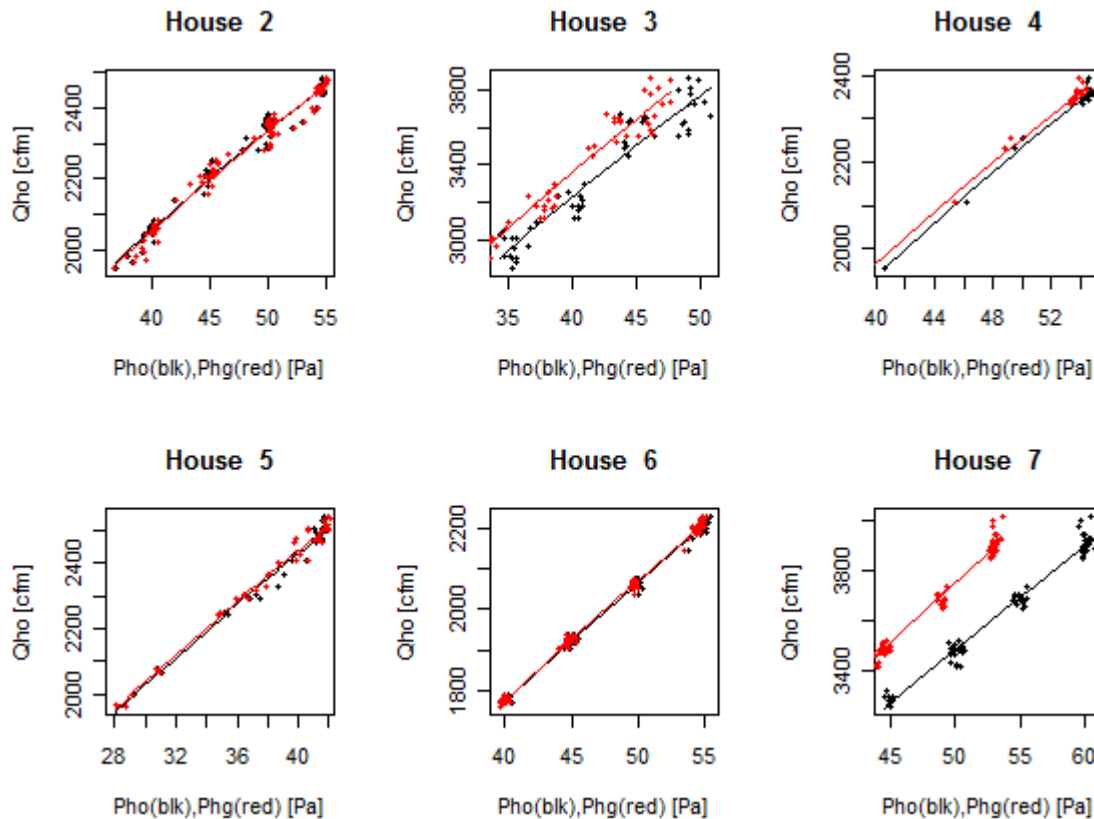 House 2
House 3
House 4
Qho [cfm]
2000 2200 2400
40 45 50 55
Pho(blk),Phg(red) [Pa]
Qho [cfm]
3000 3400 3800
35 40 45 50
Pho(blk),Phg(red) [Pa]
Qho [cfm]
2000 2200 2400
40 44 48 52
Pho(blk),Phg(red) [Pa]
House 5
House 6
House 7
Qho [cfm]
2000 2200 2400
28 32 36 40
Pho(blk),Phg(red) [Pa]
Qho [cfm]
1800 2000 2200
40 45 50 55
Pho(blk),Phg(red) [Pa]
Qho [cfm]
3400 3800
45 50 55 60
Pho(blk),Phg(red) [Pa]